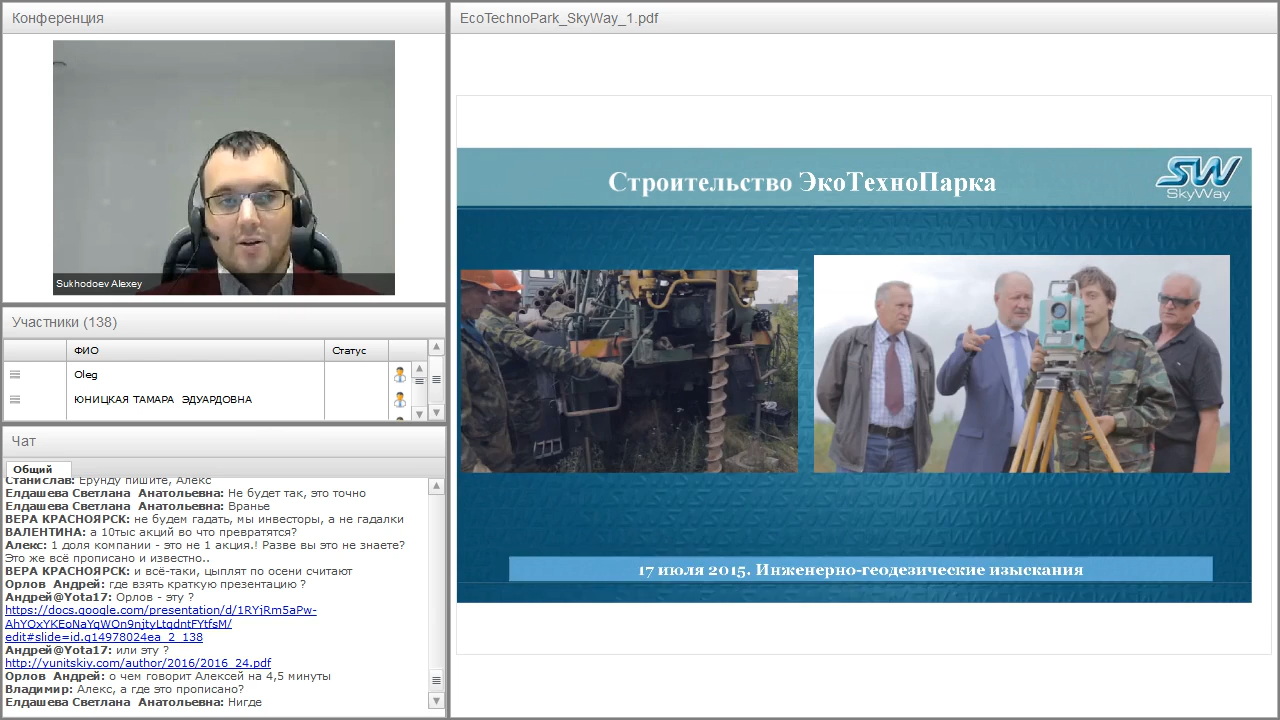 Конференция
Sukhodoev Alexey
Участники (138)
ФИО Статус
Oleg
ЮНИЦКАЯ ТАМАРА ЭДУАРДОВНА
Чат
Общий
Станислав: Ерунду пишите, Алекс
Елдашева Светлана Анатольевна: Не будет так, это точно
Елдашева Светлана Анатольевна: Вранье
ВЕРА КРАСНОЯРСК: не будем гадать, мы инвесторы, а не гадалки
ВАЛЕНТИНА: а 10тыс акций во что превратятся?
Алекс: 1 доля компании - это не 1 акция.! Разве вы это не знаете?
Это же всё прописано и известно..
ВЕРА КРАСНОЯРСК: и всё-таки, цыплят по осени считают
Орлов Андрей: где взять краткую презентацию ?
Андрей@Yota17: Орлов - эту ?
https://docs.google.com/presentation/d/1RYjRm5aPw-
AhYOxYKEoNaYgWOn9njtyLtgdntFYtfsM/
edit#slide=id.g14978024ea_2_138
Андрей@Yota17: или эту ?
http://yunitskiy.com/author/2016/2016_24.pdf
Орлов Андрей: о чем говорит Алексей на 4,5 минуты
Владимир: Алекс, а где это прописано?
Елдашева Светлана Анатольевна: Нигде
EcoTechnoPark_SkyWay_1.pdf
Строительство ЭкоТехноПарка
SW
SkyWay
17 июля 2015. Инженерно-геодезические изыскания